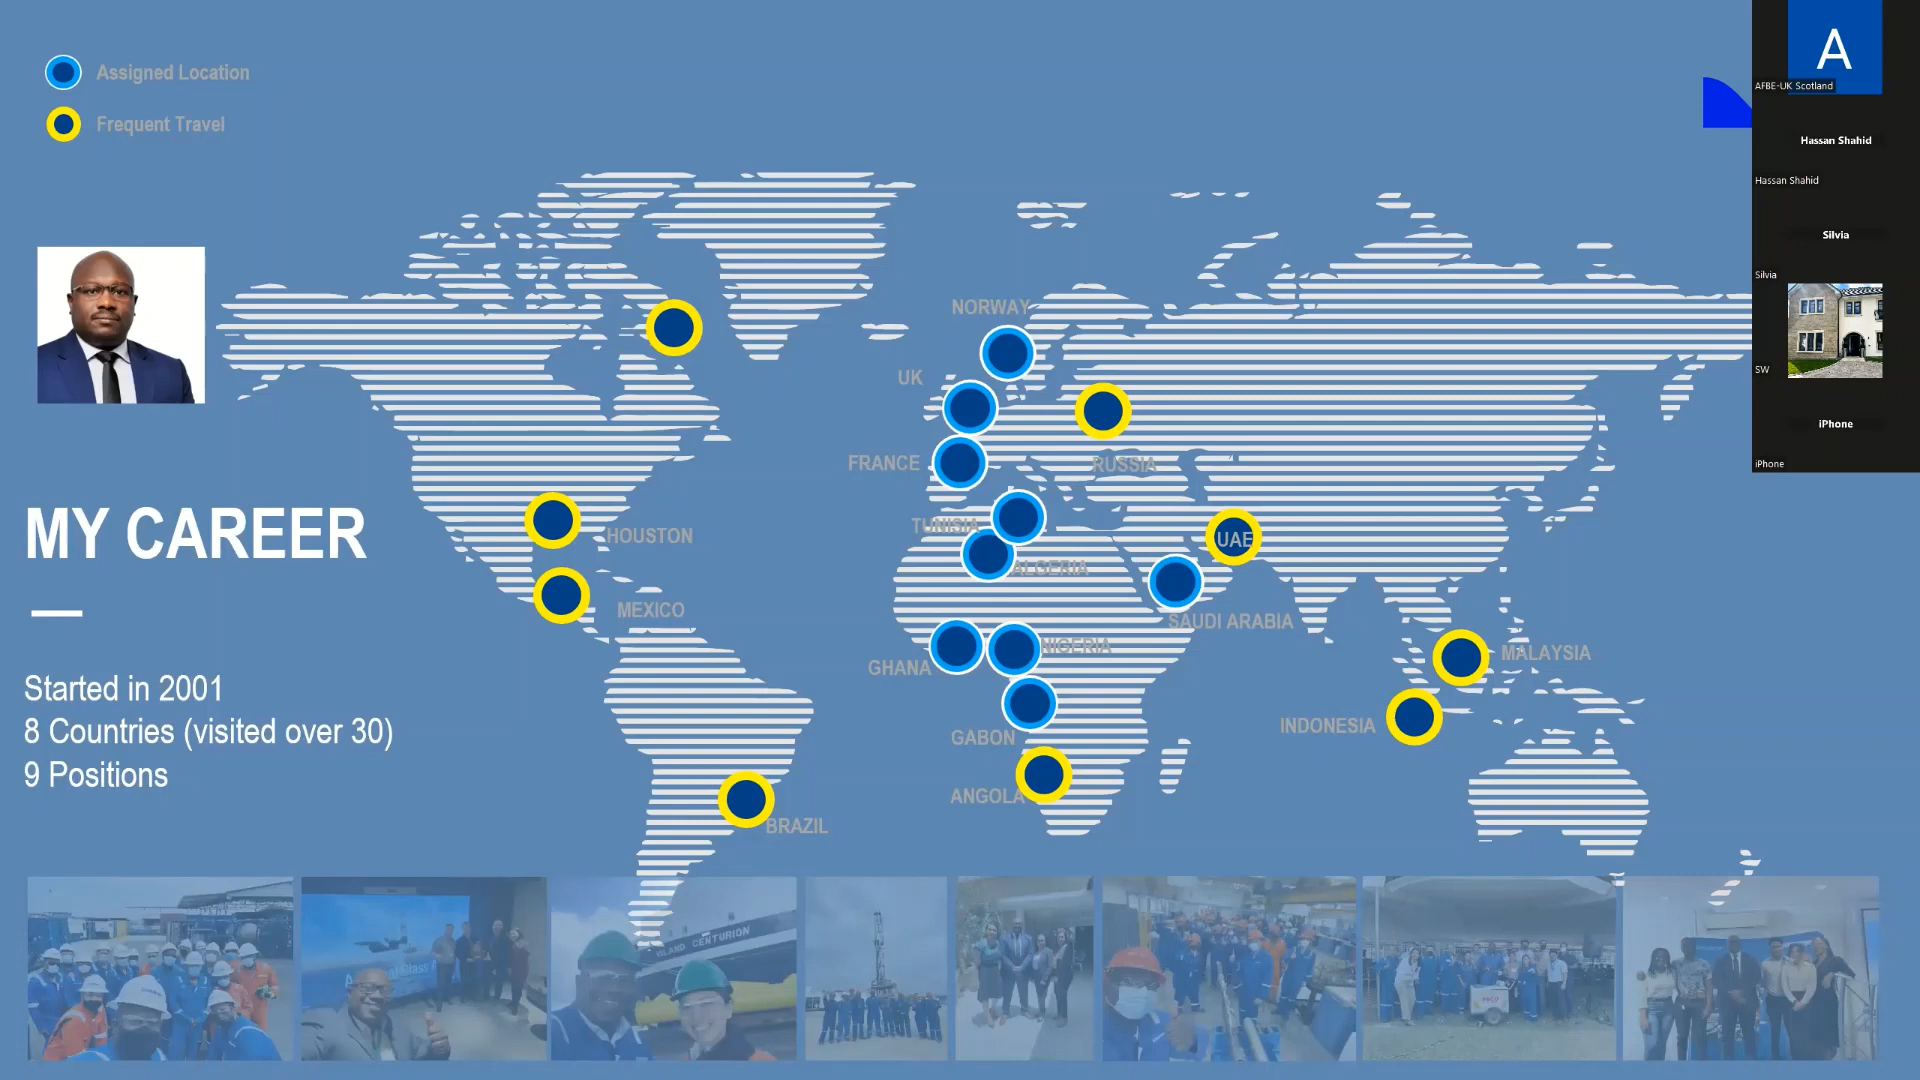 Assigned Location
Frequent Travel
MY CAREER
Started in 2001
8 Countries (visited over 30)
9 Positions
NORWAY
UK
FRANCE
RUSSIA
TUNISIA
ALGERIA
UAE
SAUDI ARABIA
HOUSTON
MEXICO
GHANA
NIGERIA
GABON
ANGOLA
BRAZIL
MALAYSIA
INDONESIA
ISLAND CENTURION
A
AFBE-UK Scotland
Hassan Shahid
Hassan Shahid
Silvia
Silvia
SW
iPhone
iPhone